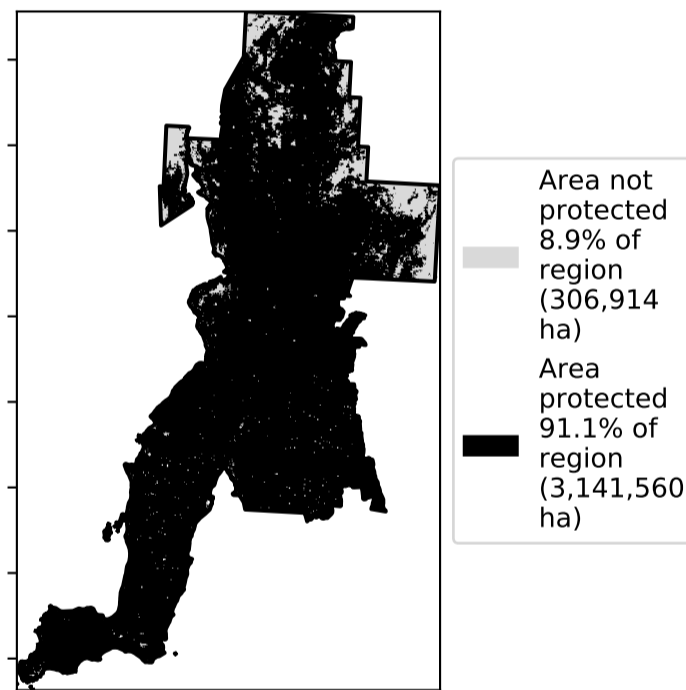 Area not
protected
8.9% of
region
(306,914
ha)
Area
protected
91.1% of
region
(3,141,560
ha)